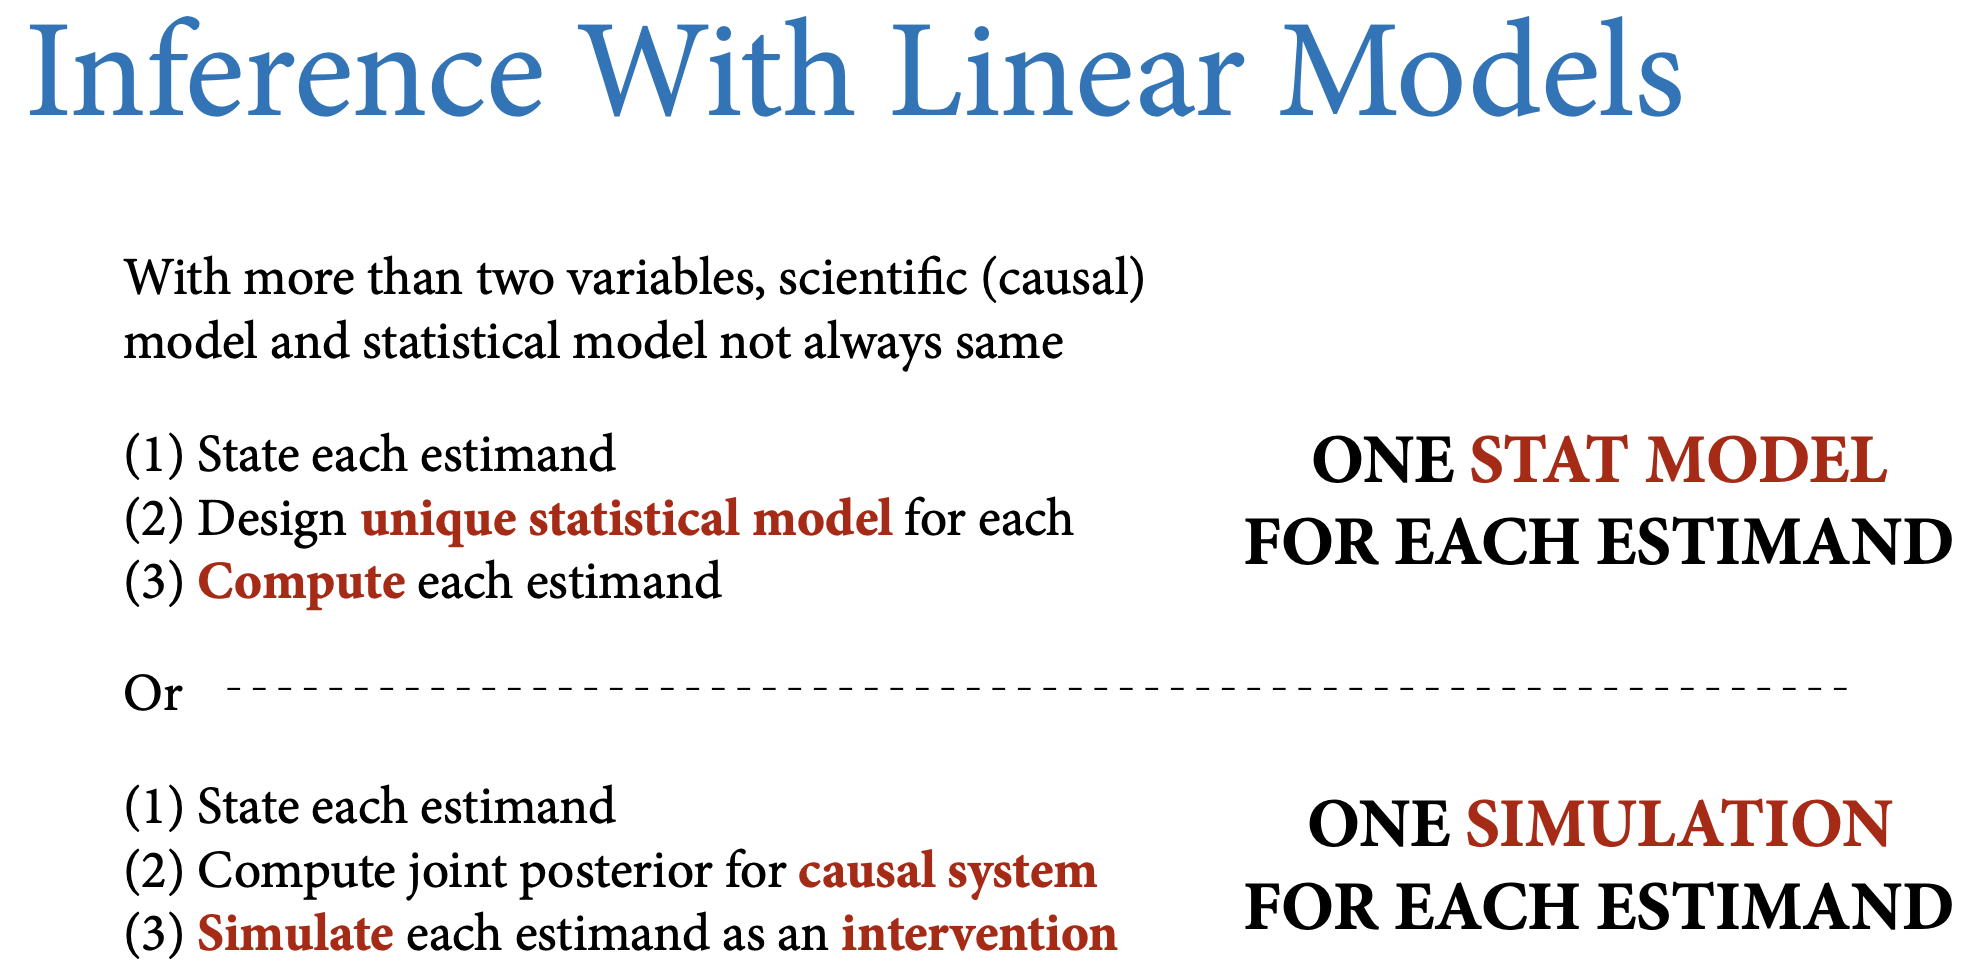 Inference With Linear Models
With more than two variables, scientific (causal)
model and statistical model not always same
(1) State each estimand
(2) Design unique statistical model for each
(3) Compute each estimand
ONE STAT MODEL
FOR EACH ESTIMAND
Or
(1) State each estimand
(2) Compute joint posterior for causal system
(3) Simulate each estimand as an intervention
ONE SIMULATION
FOR EACH ESTIMAND